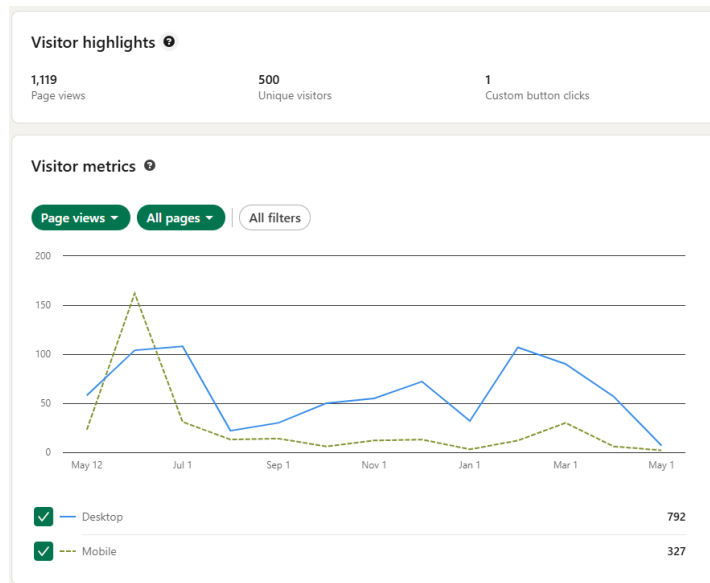 Visitor highlights ?
1,119 500 1
Page views Unique visitors Custom button clicks
Visitor metrics ?
Page views All pages All filters
200
150
100
50
0
May 12 Jul 1 Sep 1 Nov 1 Jan 1 Mar 1 May 1
Desktop 792
Mobile 327